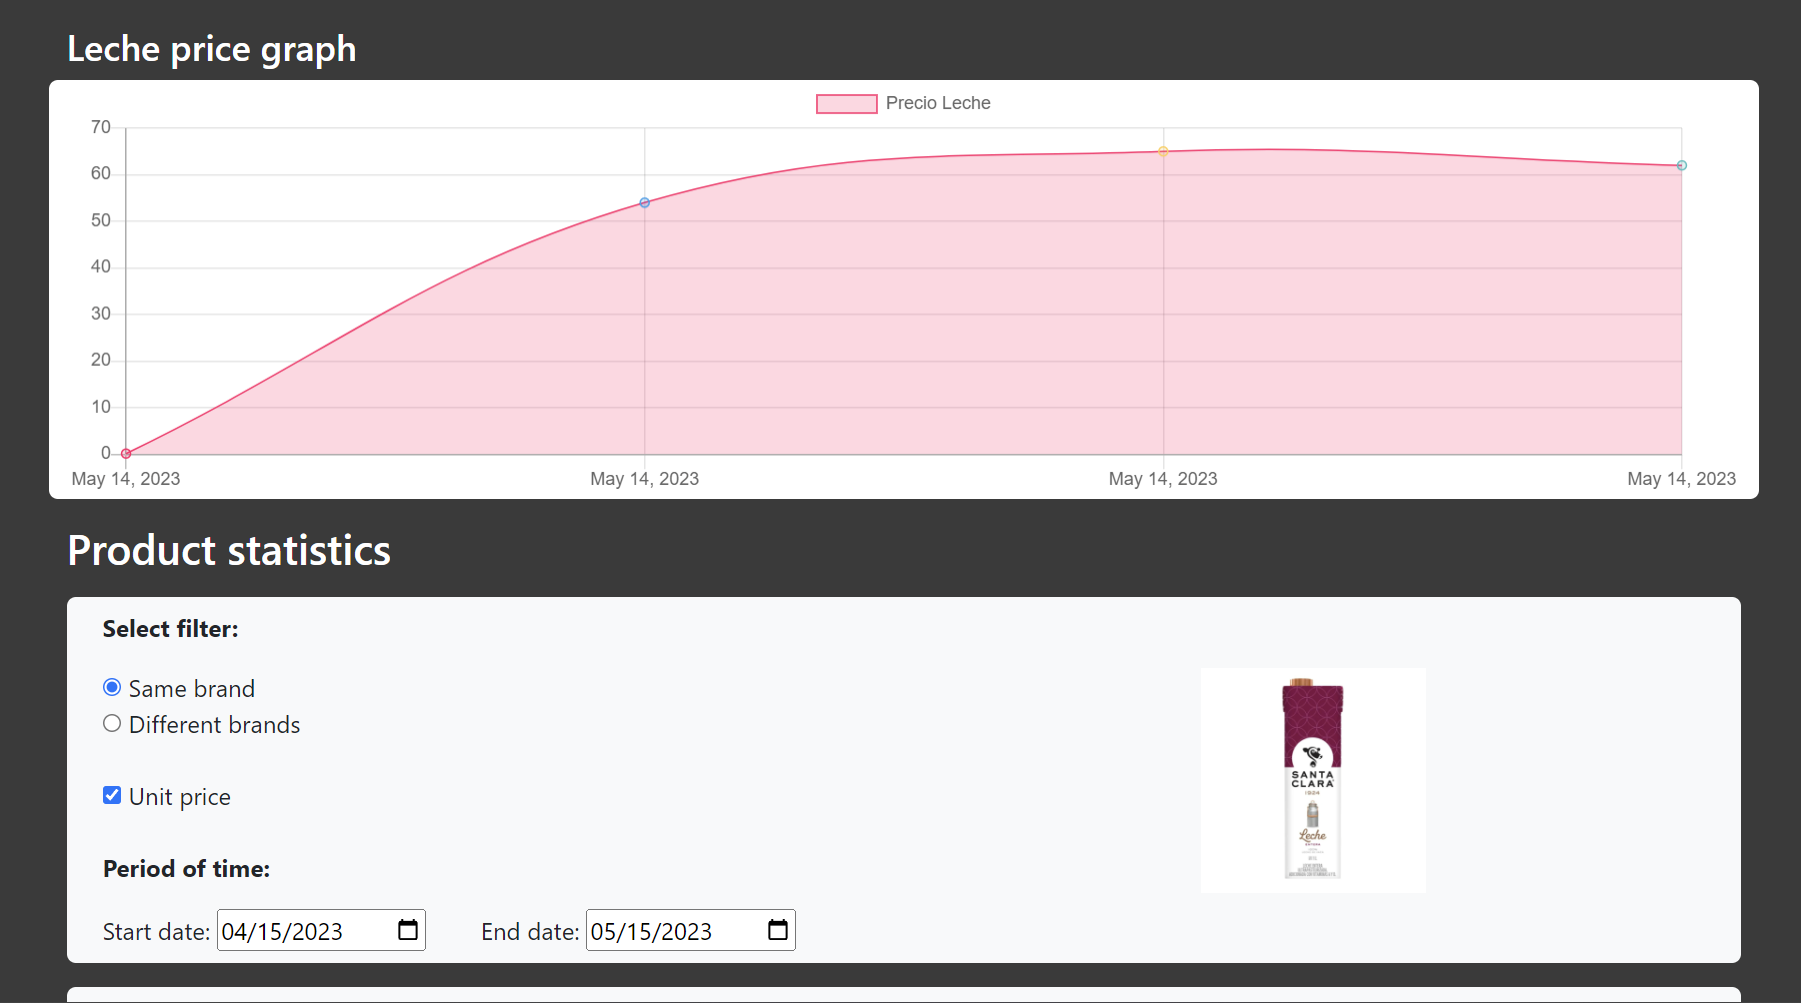 Leche price graph
Precio Leche
70
60
50
40
30
20
10
0
May 14, 2023 May 14, 2023 May 14, 2023 May 14, 2023
Product statistics
Select filter:
Same brand
Different brands
Unit price
Period of time:
Start date: 04/15/2023 End date: 05/15/2023
SANTA
CLARA
1924
Leche